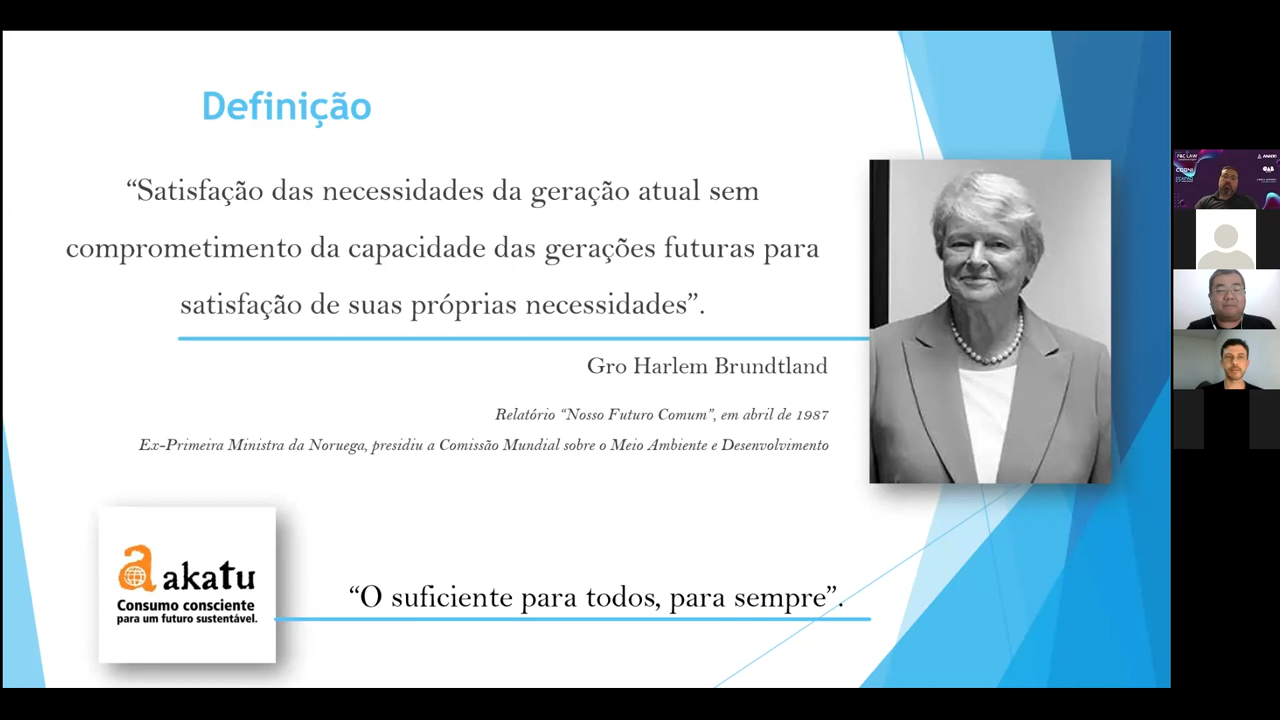 Definição
“Satisfação das necessidades da geração atual sem
comprometimento da capacidade das gerações futuras para
satisfação de suas próprias necessidades”.
Gro Harlem Brundtland
Relatório “Nosso Futuro Comum”, em abril de 1987
Ex-Primeira Ministra da Noruega, presidiu a Comissão Mundial sobre o Meio Ambiente e Desenvolvimento
a akatu
Consumo consciente
para um futuro sustentável.
“O suficiente para todos, para sempre”.